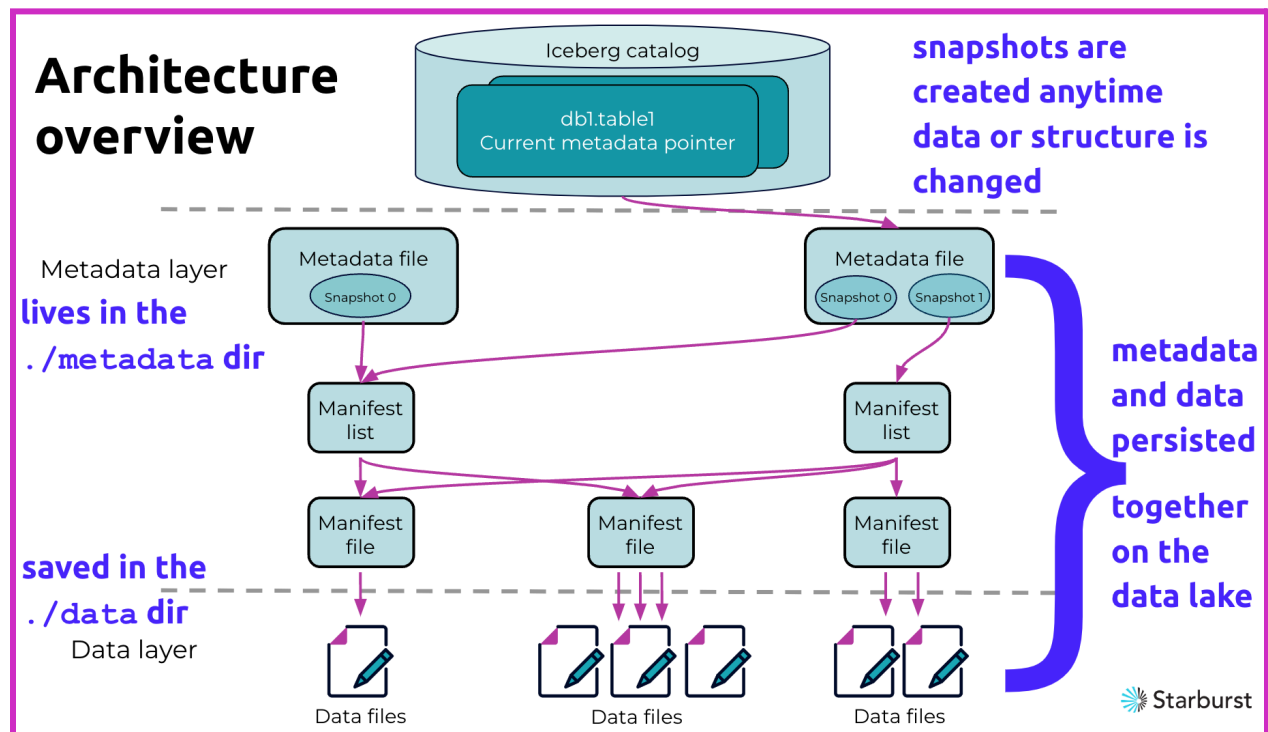 Architecture
overview
Iceberg catalog
db1.table1
Current metadata pointer
snapshots are
created anytime
data or structure is
changed
Metadata layer
lives in the
./metadata dir
Metadata file
Snapshot 0
Metadata file
Snapshot 0
Snapshot 1
Manifest
list
Manifest
list
Manifest
file
Manifest
file
Manifest
file
metadata
and data
persisted
together
on the
data lake
saved in the
./data dir
Data layer
Data files
Data files
Data files
Starburst